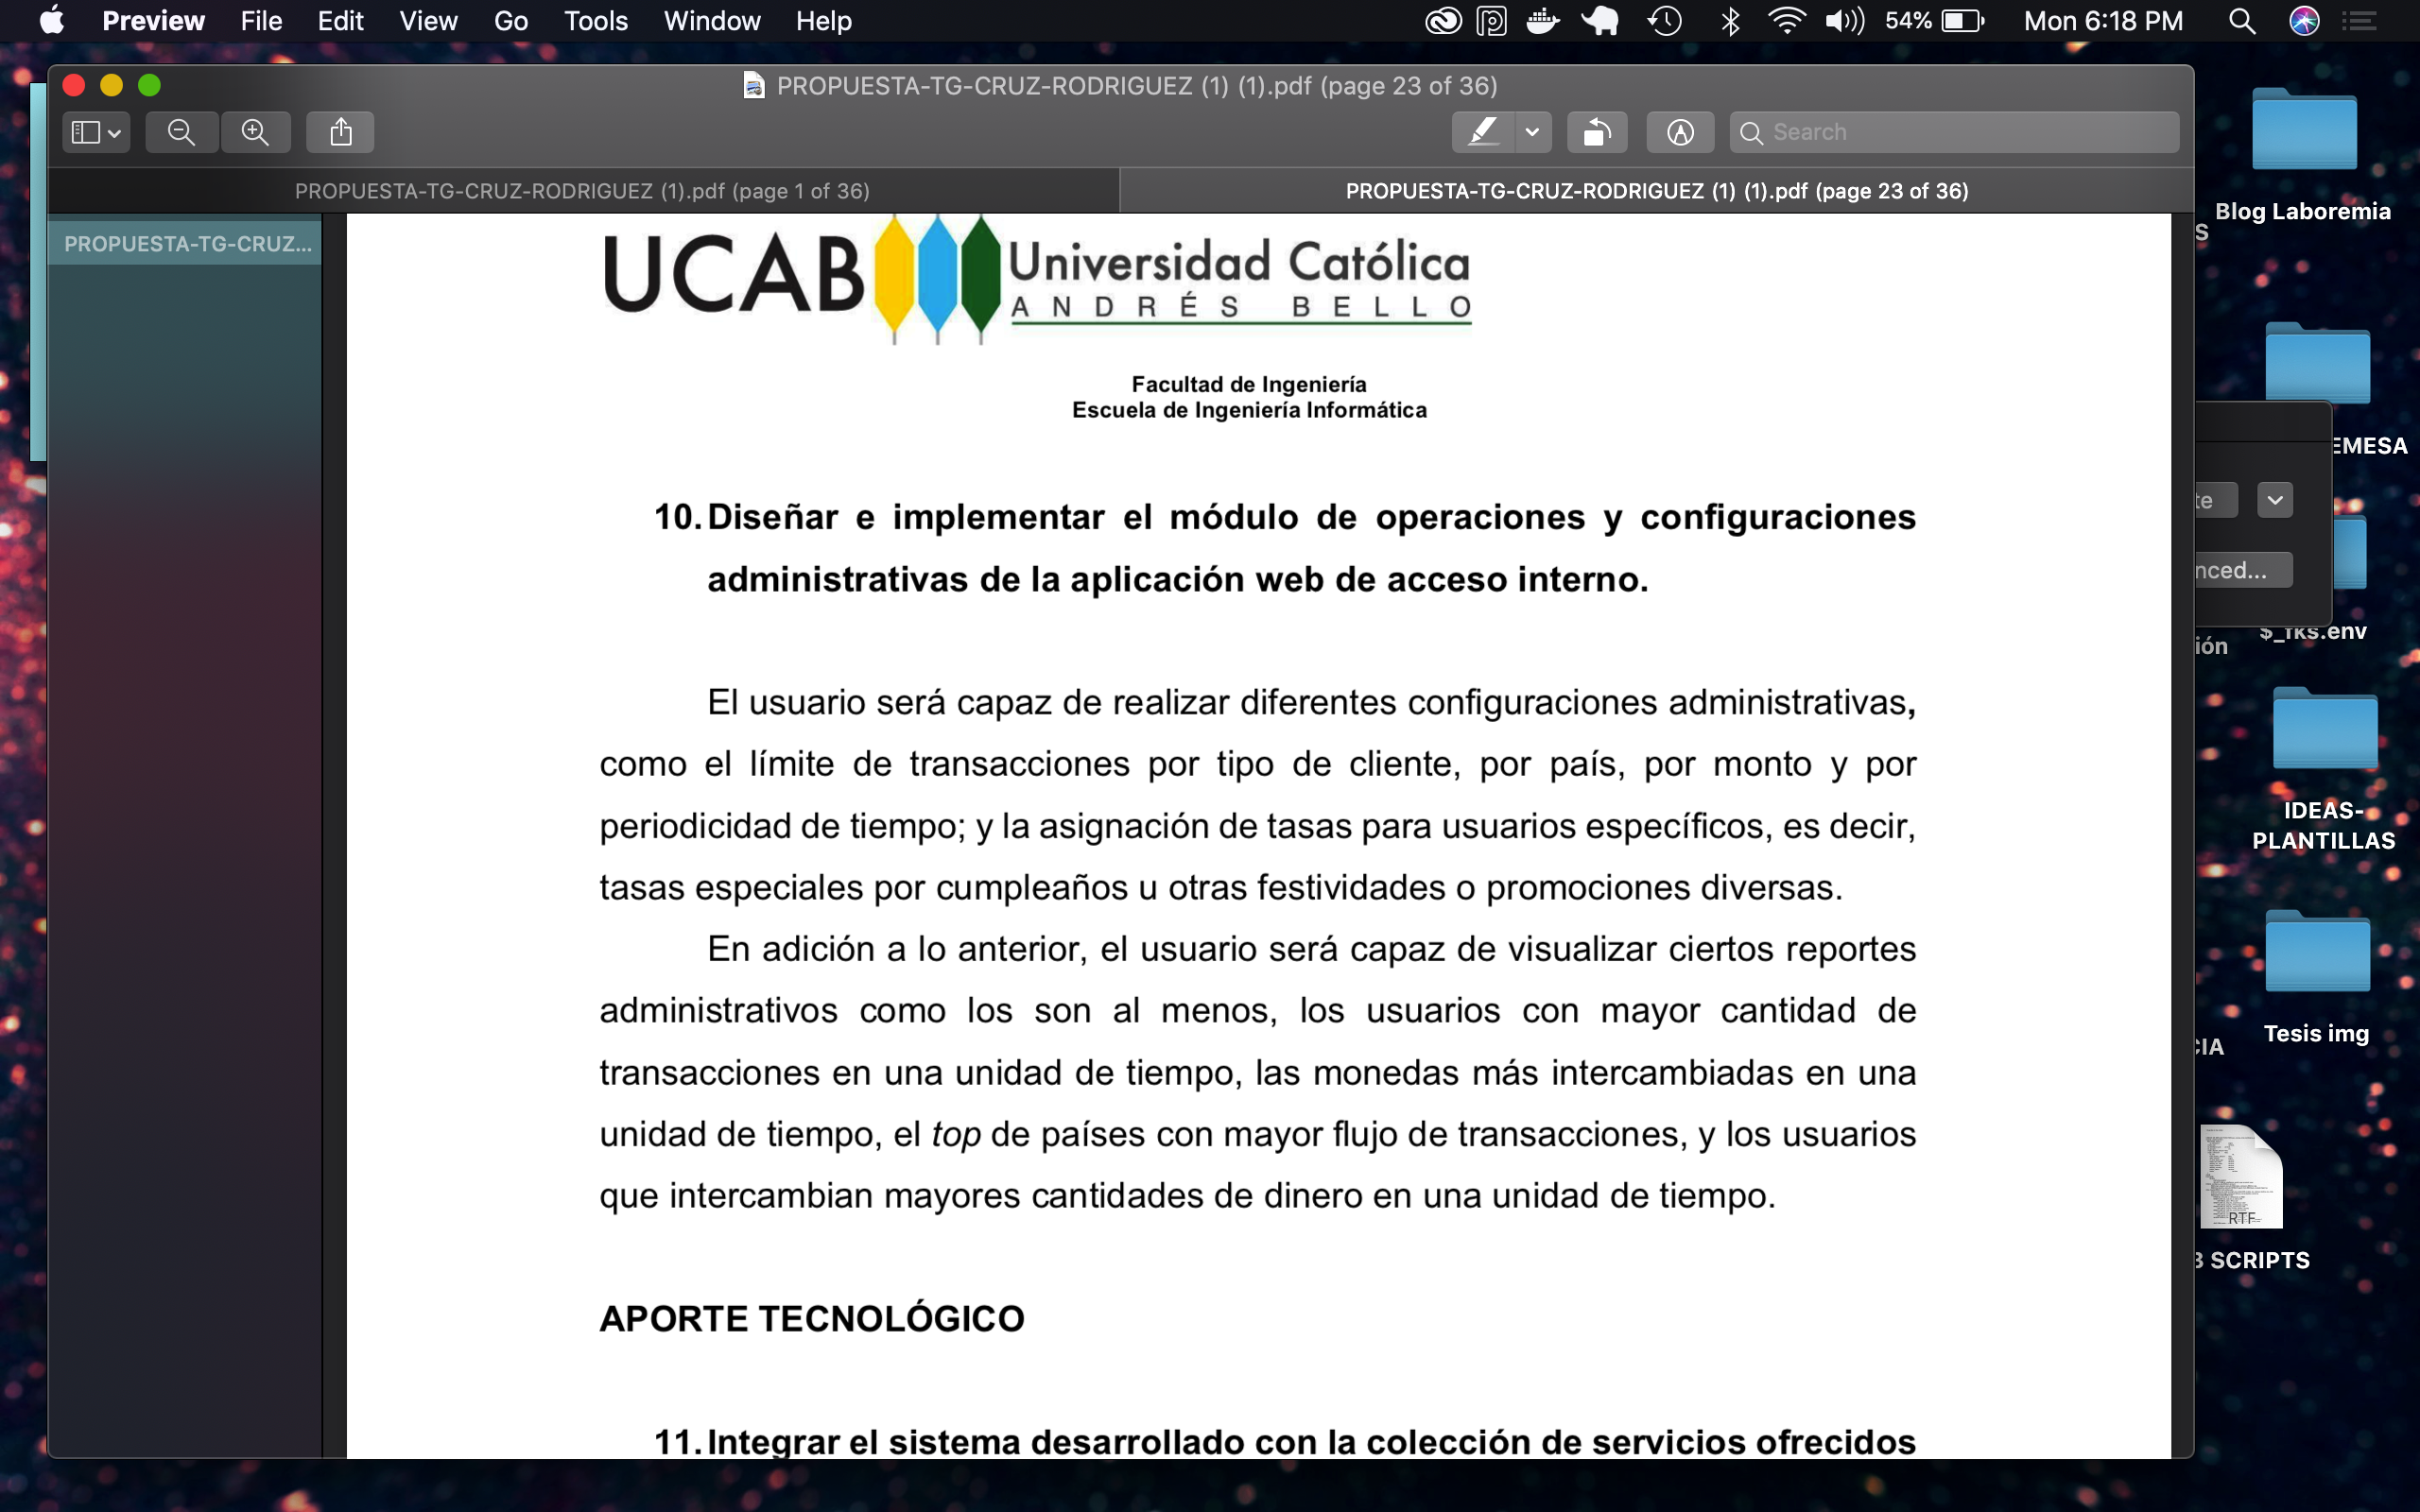 Preview File Edit View Go Tools Window Help 54% Mon 6:18 PM
PROPUESTA-TG-CRUZ-RODRIGUEZ (1) (1).pdf (page 23 of 36)
Search
PROPUESTA-TG-CRUZ-RODRIGUEZ (1).pdf (page 1 of 36)
PROPUESTA-TG-CRUZ-RODRIGUEZ (1) (1).pdf (page 23 of 36)
PROPUESTA-TG-CRUZ...
UCAB Universidad Católica
ANDRÉS BELLO
Facultad de Ingeniería
Escuela de Ingeniería Informática
10. Diseñar e implementar el módulo de operaciones y configuraciones
administrativas de la aplicación web de acceso interno.
El usuario será capaz de realizar diferentes configuraciones administrativas,
como el límite de transacciones por tipo de cliente, por país, por monto y por
periodicidad de tiempo; y la asignación de tasas para usuarios específicos, es decir,
tasas especiales por cumpleaños u otras festividades o promociones diversas.
En adición a lo anterior, el usuario será capaz de visualizar ciertos reportes
administrativos como los son al menos, los usuarios con mayor cantidad de
transacciones en una unidad de tiempo, las monedas más intercambiadas en una
unidad de tiempo, el top de países con mayor flujo de transacciones, y los usuarios
que intercambian mayores cantidades de dinero en una unidad de tiempo.
APORTE TECNOLÓGICO
11. Integrar el sistema desarrollado con la colección de servicios ofrecidos
Blog Laboremia
S
EMESA
te
nced...
$_fks.env
ión
IDEAS-
PLANTILLAS
Tesis img
CIA
RTF
B SCRIPTS